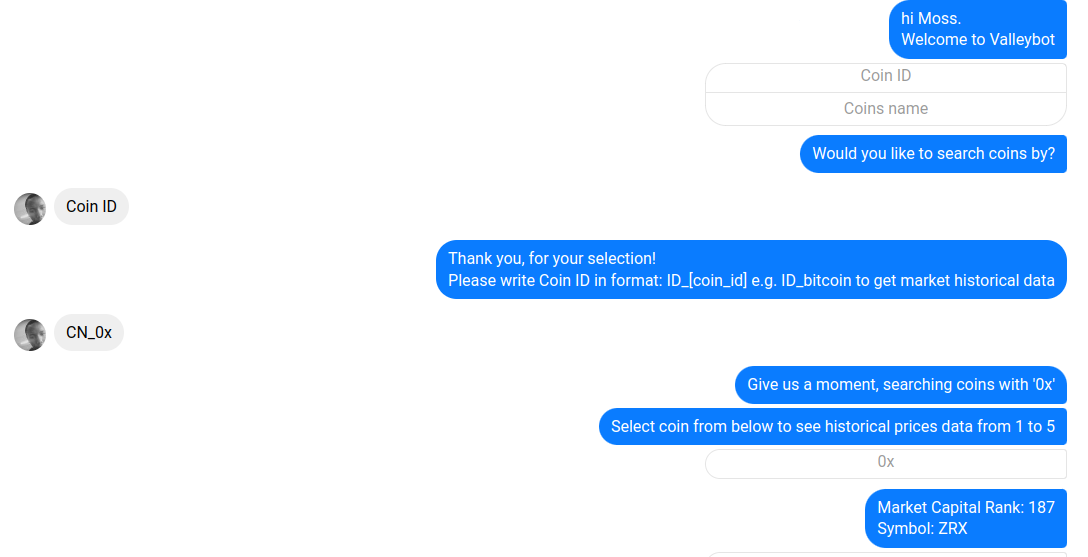 hi Moss.
Welcome to Valleybot
Coin ID
Coins name
Would you like to search coins by?
Coin ID
Thank you, for your selection!
Please write Coin ID in format: ID_[coin_id] e.g. ID_bitcoin to get market historical data
CN_0x
Give us a moment, searching coins with '0x'
Select coin from below to see historical prices data from 1 to 5
0x
Market Capital Rank: 187
Symbol: ZRX